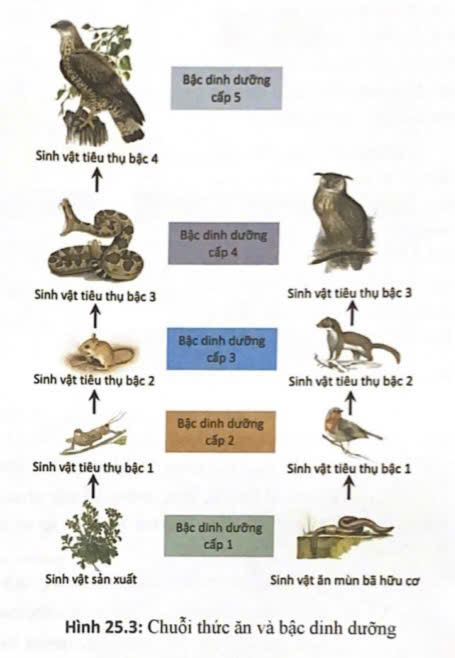 Bậc dinh dưỡng
cấp 5
Sinh vật tiêu thụ bậc 4
Bậc dinh dưỡng
cấp 4
Sinh vật tiêu thụ bậc 3
Sinh vật tiêu thụ bậc 3
Bậc dinh dưỡng
cấp 3
Sinh vật tiêu thụ bậc 2
Sinh vật tiêu thụ bậc 2
Bậc dinh dưỡng
cấp 2
Sinh vật tiêu thụ bậc 1
Sinh vật tiêu thụ bậc 1
Bậc dinh dưỡng
cấp 1
Sinh vật sản xuất
Sinh vật ăn mùn bã hữu cơ
Hình 25.3: Chuỗi thức ăn và bậc dinh dưỡng